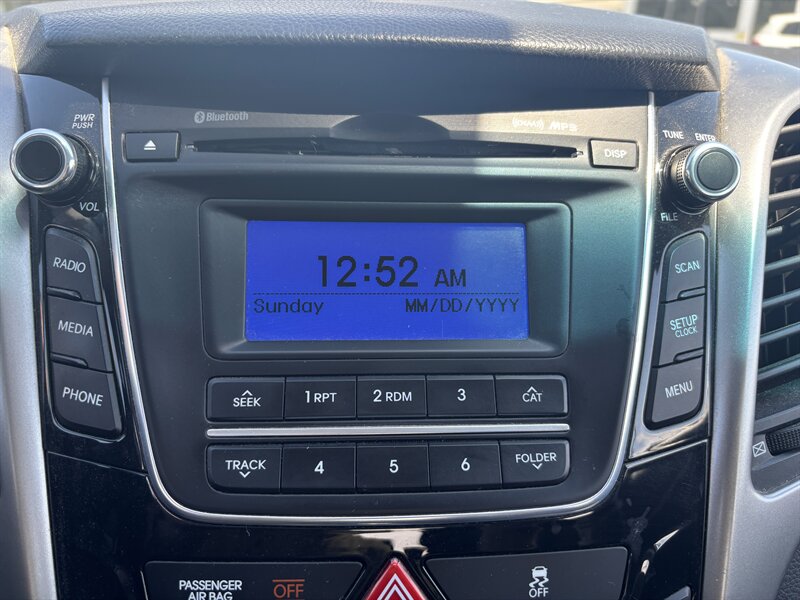 PWR
PUSH
Bluetooth
MP3
TUNE
ENTER
DISP
VOL
FILE
12:52 AM
Sunday MM/DD/YYYY
RADIO
MEDIA
PHONE
SCAN
SETUP
CLOCK
MENU
SEEK
1 RPT
2 RDM
3
CAT
TRACK
4
5
6
FOLDER
PASSENGER
AIR BAG
OFF
OFF